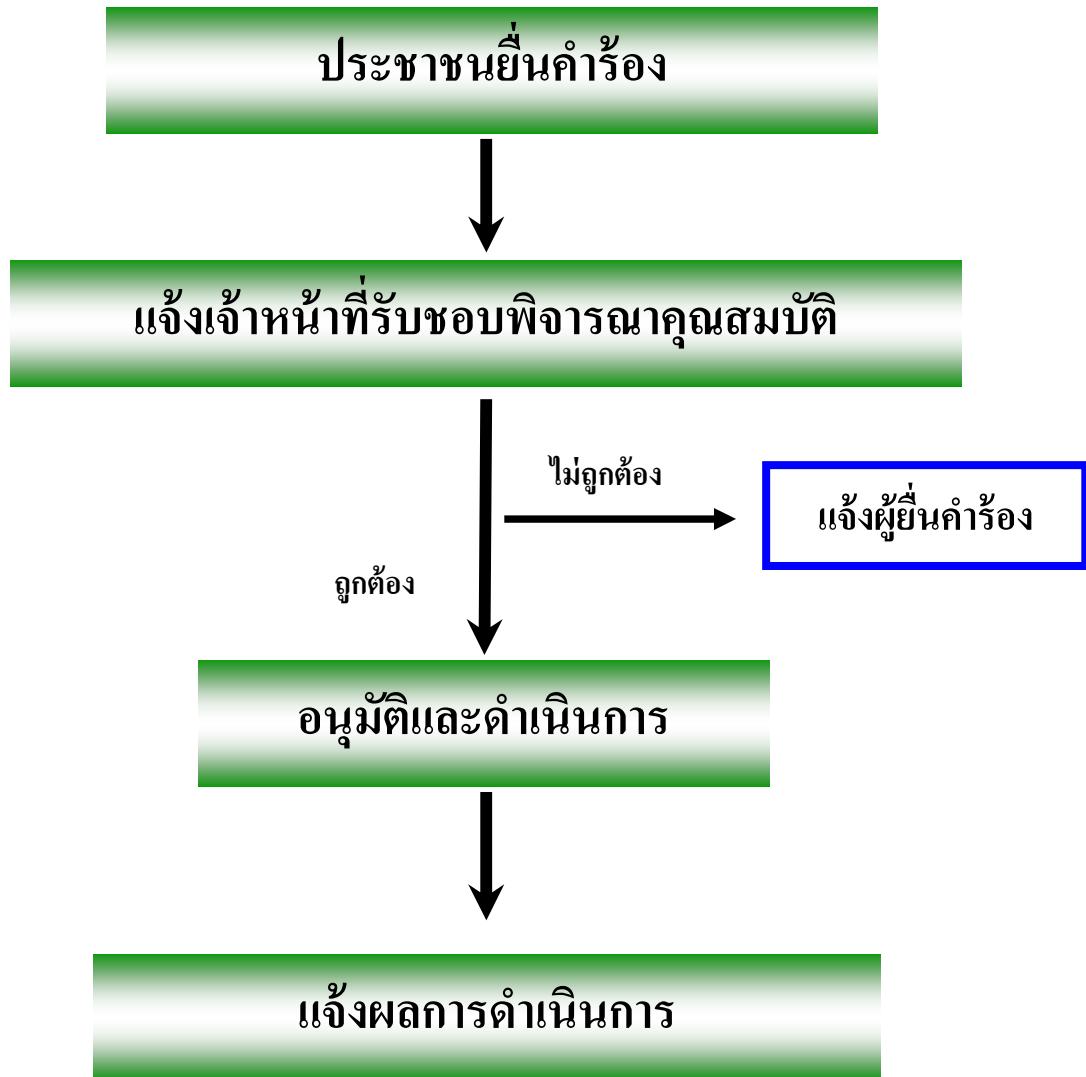 ประชาชนยื่นคำร้อง
แจ้งเจ้าหน้าที่รับชอบพิจารณาคุณสมบัติ
ไม่ถูกต้อง
แจ้งผู้ยื่นคำร้อง
ถูกต้อง
อนุมัติและดำเนินการ
แจ้งผลการดำเนินการ